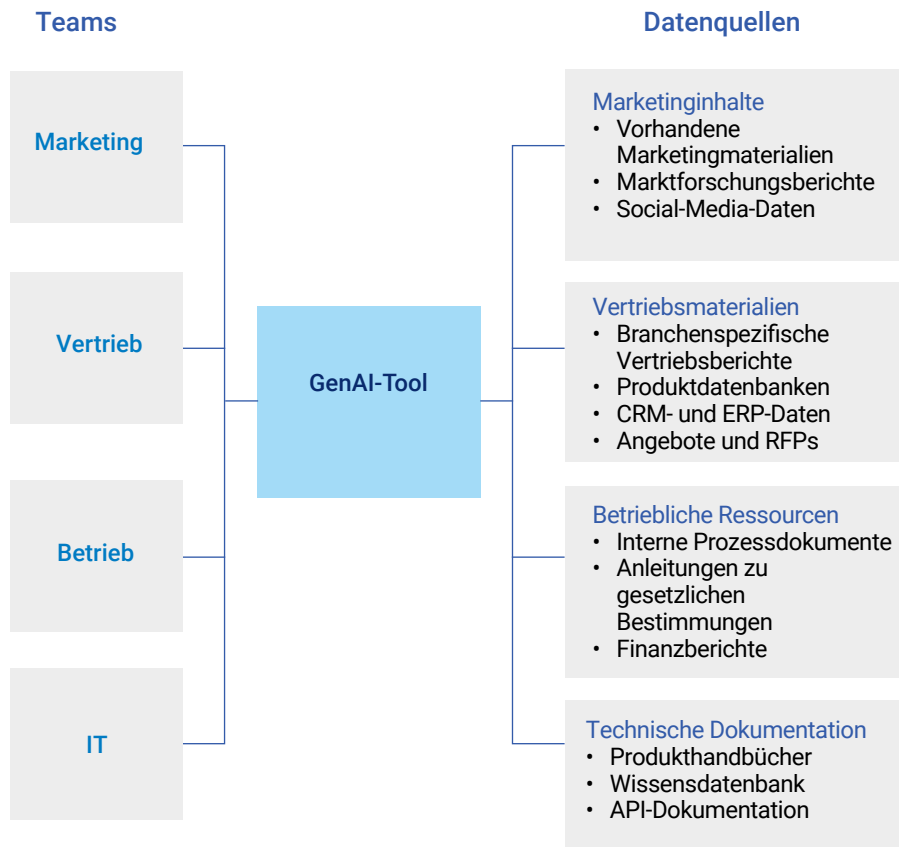 Teams
Datenquellen
Marketing
Vertrieb
Betrieb
IT
GenAI-Tool
Marketinginhalte
• Vorhandene
Marketingmaterialien
• Marktforschungsberichte
• Social-Media-Daten
Vertriebsmaterialien
• Branchenspezifische
Vertriebsberichte
• Produktdatenbanken
• CRM- und ERP-Daten
• Angebote und RFPs
Betriebliche Ressourcen
• Interne Prozessdokumente
• Anleitungen zu
gesetzlichen
Bestimmungen
• Finanzberichte
Technische Dokumentation
• Produkthandbücher
• Wissensdatenbank
• API-Dokumentation